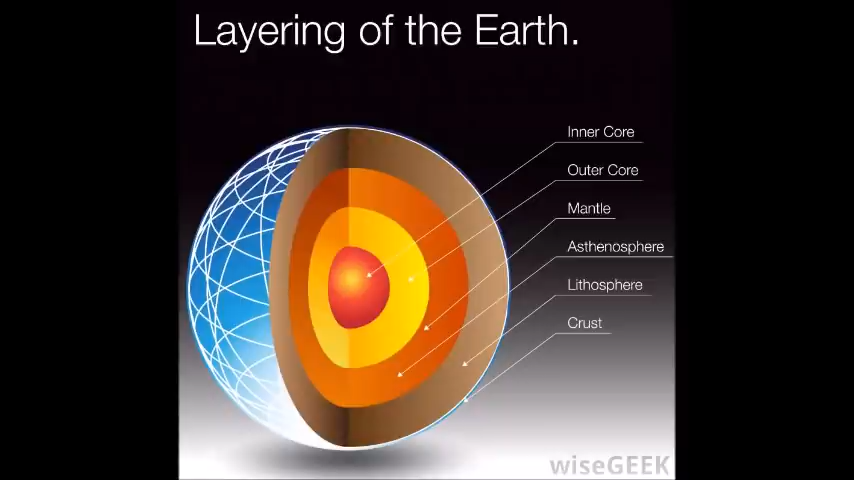 Layering of the Earth.
Inner Core
Outer Core
Mantle
Asthenosphere
Lithosphere
Crust
wiseGEEK